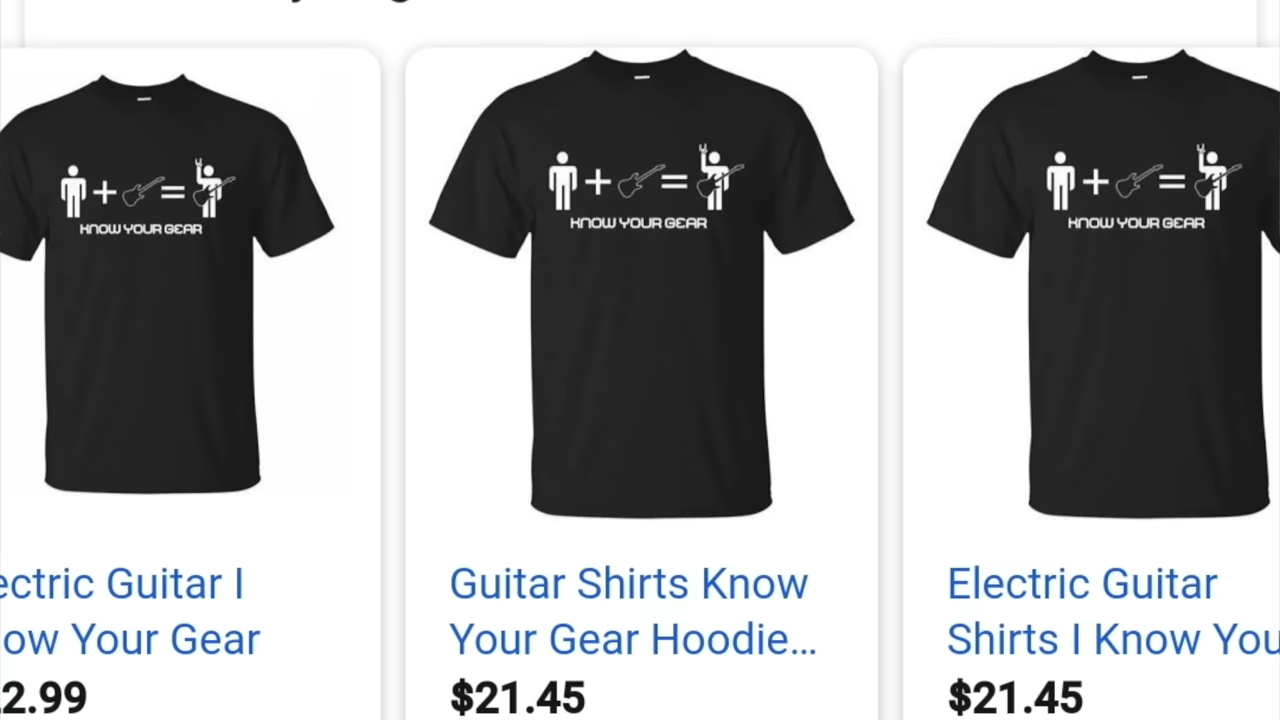 + =
KNOW YOUR GEAR
+ =
KNOW YOUR GEAR
+ =
KNOW YOUR GEAR
ectric Guitar I
ow Your Gear
2.99
Guitar Shirts Know
Your Gear Hoodie...
$21.45
Electric Guitar
Shirts I Know You
$21.45